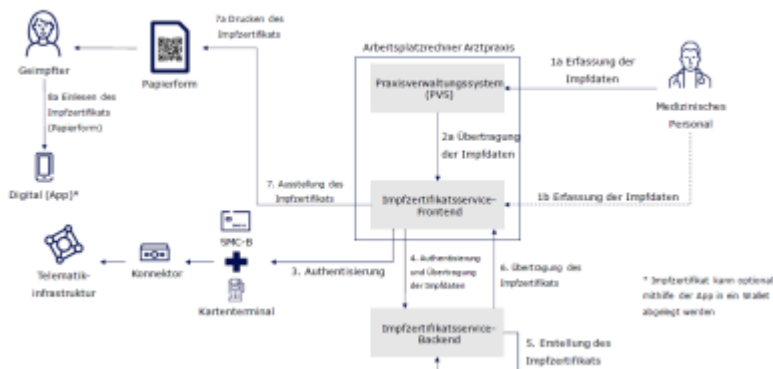 7a Drucken des
Impfzertifikats
Geimpfter
Papierform
8a Einlesen des
Impfzertifikats
(Papierform)
Digital (App)*
Arbeitsplatzrechner Arztpraxis
Praxisverwaltungssystem
(PVS)
1a Erfassung der
Impfdaten
Medizinisches
Personal
2a Übertragung
der Impfdaten
7. Ausstellung des
Impfzertifikats
Impfzertifikatsservice-
Frontend
1b Erfassung der Impfdaten
SMC-B
Telematik-
infrastruktur
Konnektor
Kartenterminal
3. Authentisierung
4. Authentisierung
und Übertragung
der Impfdaten
6. Übertragung des
Impfzertifikats
* Impfzertifikat kann optional
mithilfe der App in ein Wallet
abgelegt werden
Impfzertifikatsservice-
Backend
5. Erstellung des
Impfzertifikats